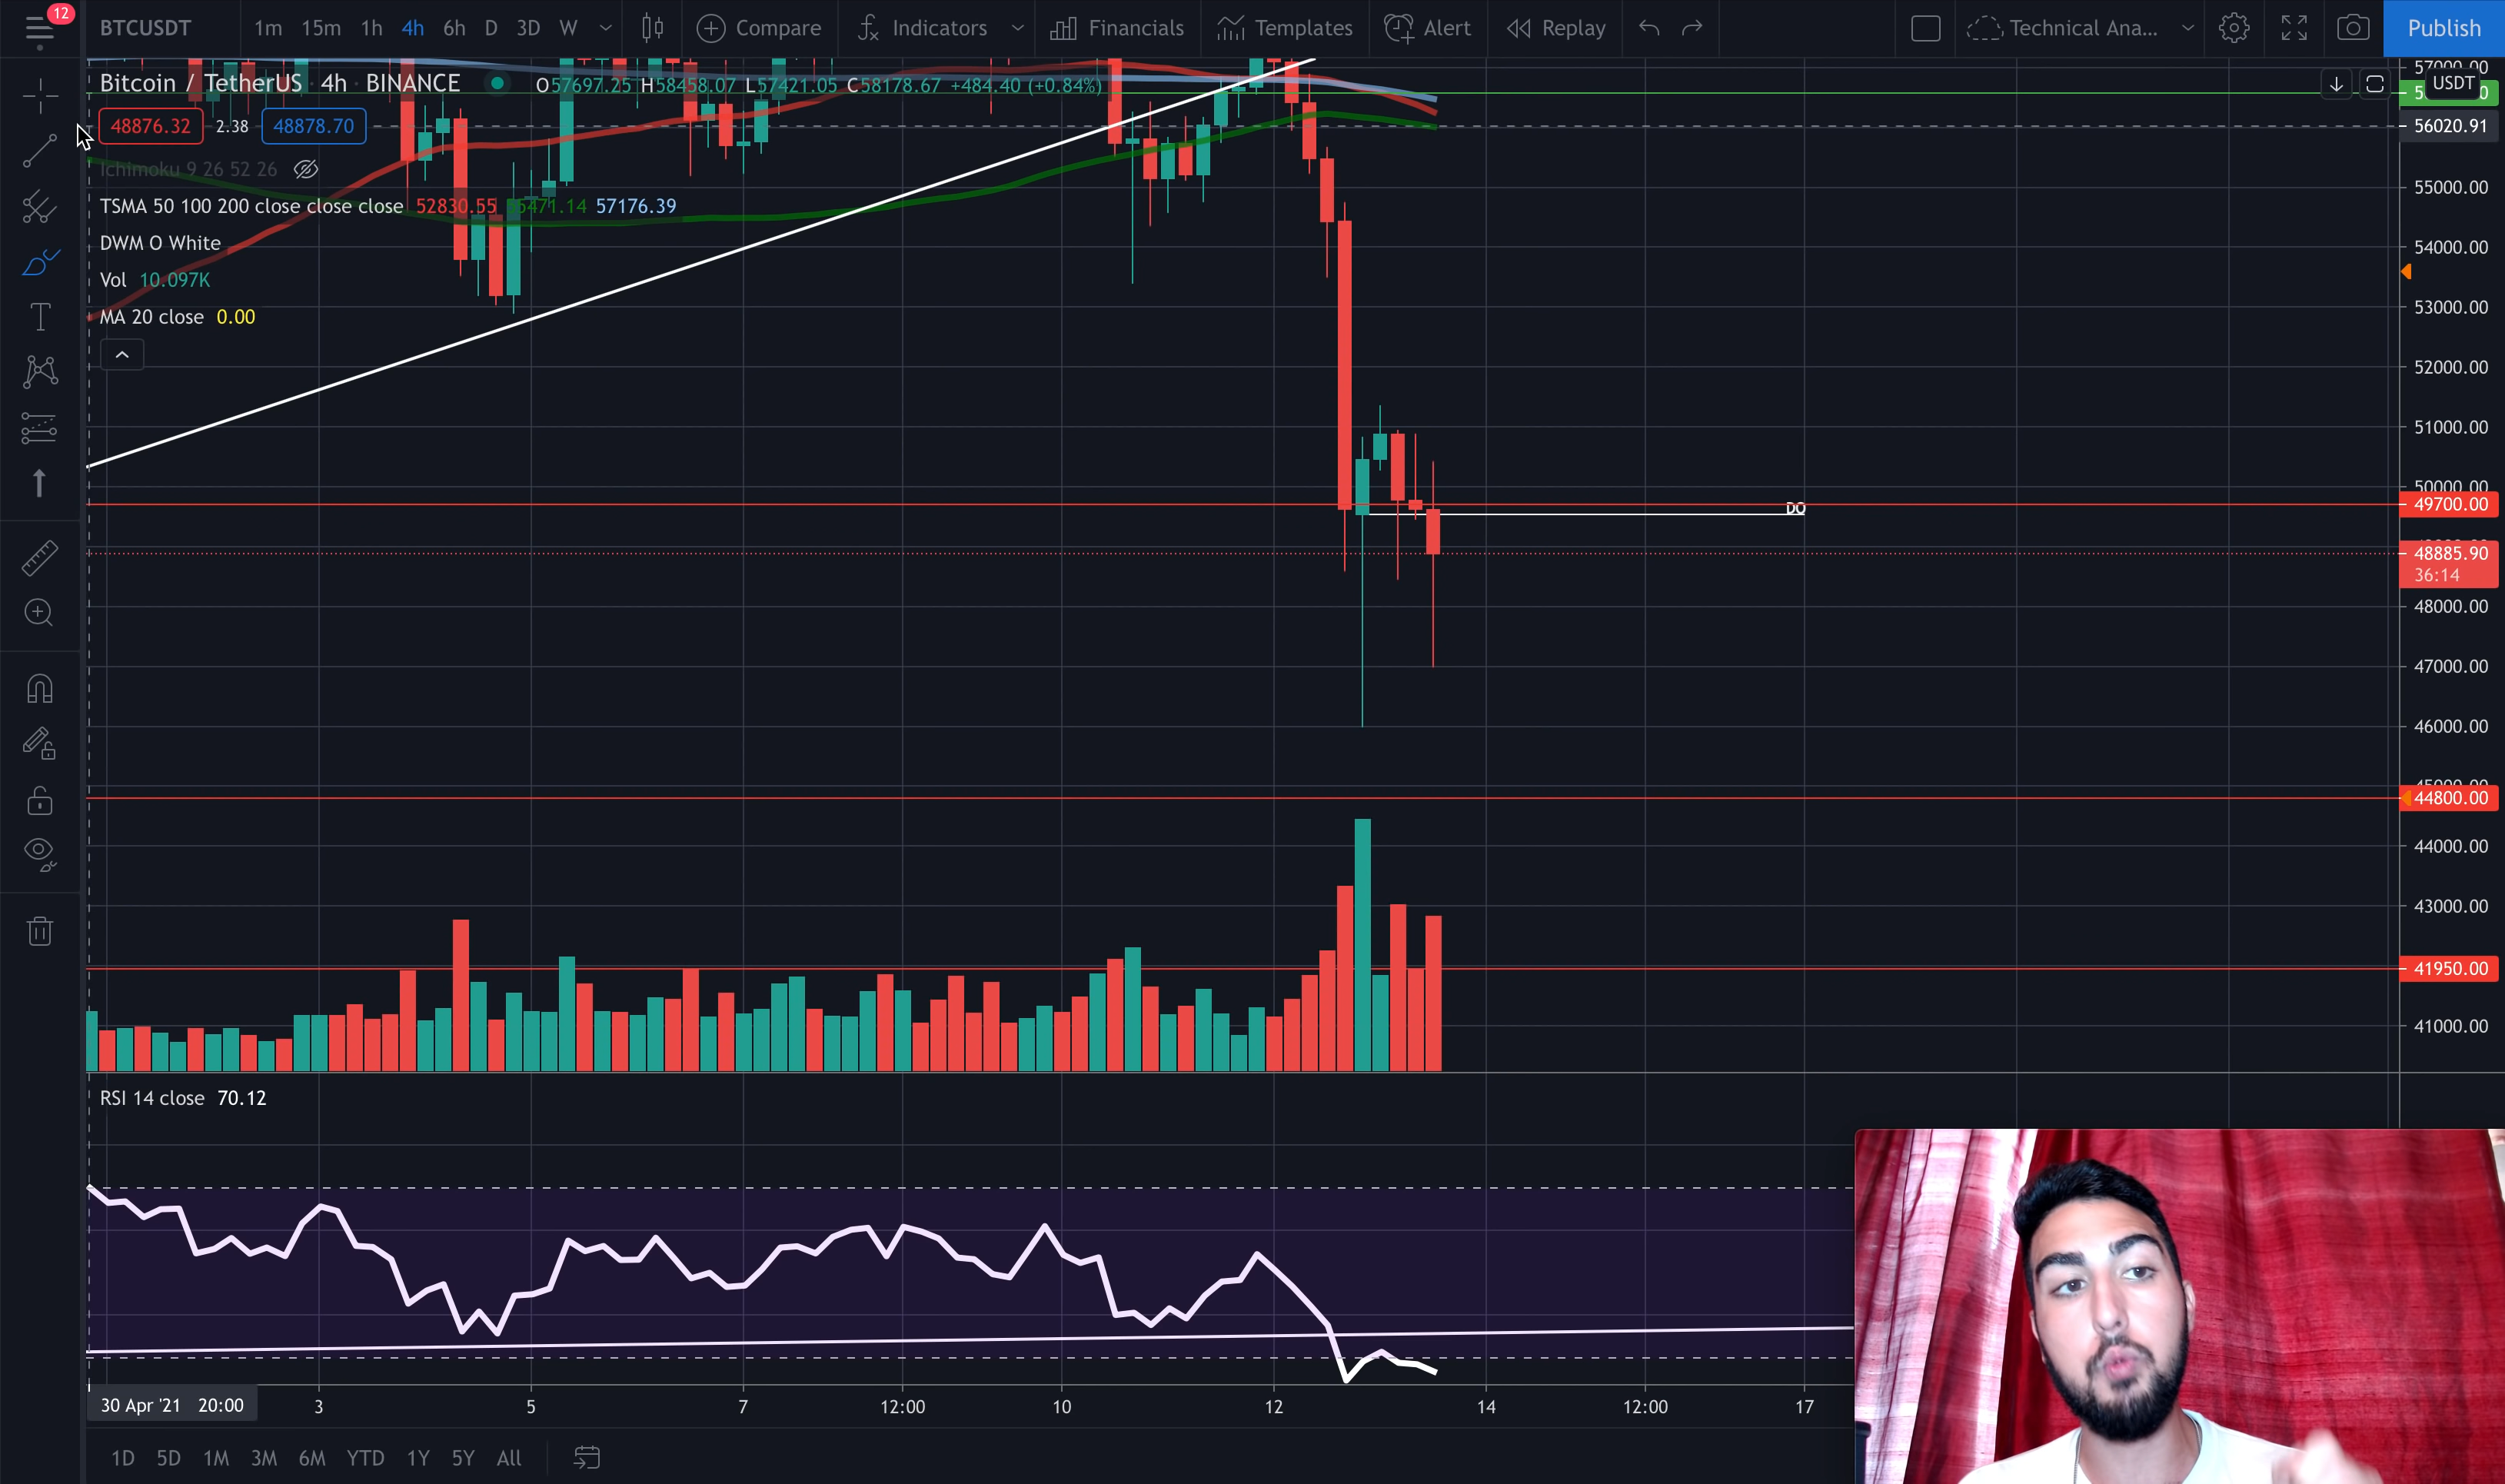 12
BTCUSDT 1m 15m 1h 4h 6h D 3D W Compare Indicators Financials Templates Alert Replay Technical Ana... Publish
Bitcoin / TetherUS · 4h · BINANCE O57697.25 H58458.07 L57421.05 C58178.67 +484.40 (+0.84%)
48876.32 2.38 48878.70
Ichimoku 9 26 52 26
TSMA 50 100 200 close close close 52830.55 55471.14 57176.39
DWM O White
Vol 10.097K
MA 20 close 0.00
57000.00
USDT
56020.91
55000.00
54000.00
53000.00
52000.00
51000.00
50000.00
DO
49700.00
48885.90
36:14
48000.00
47000.00
46000.00
45000.00
44800.00
44000.00
43000.00
41950.00
41000.00
RSI 14 close 70.12
30 Apr '21 20:00 3 5 7 12:00 10 12 14 12:00 17
1D 5D 1M 3M 6M YTD 1Y 5Y All